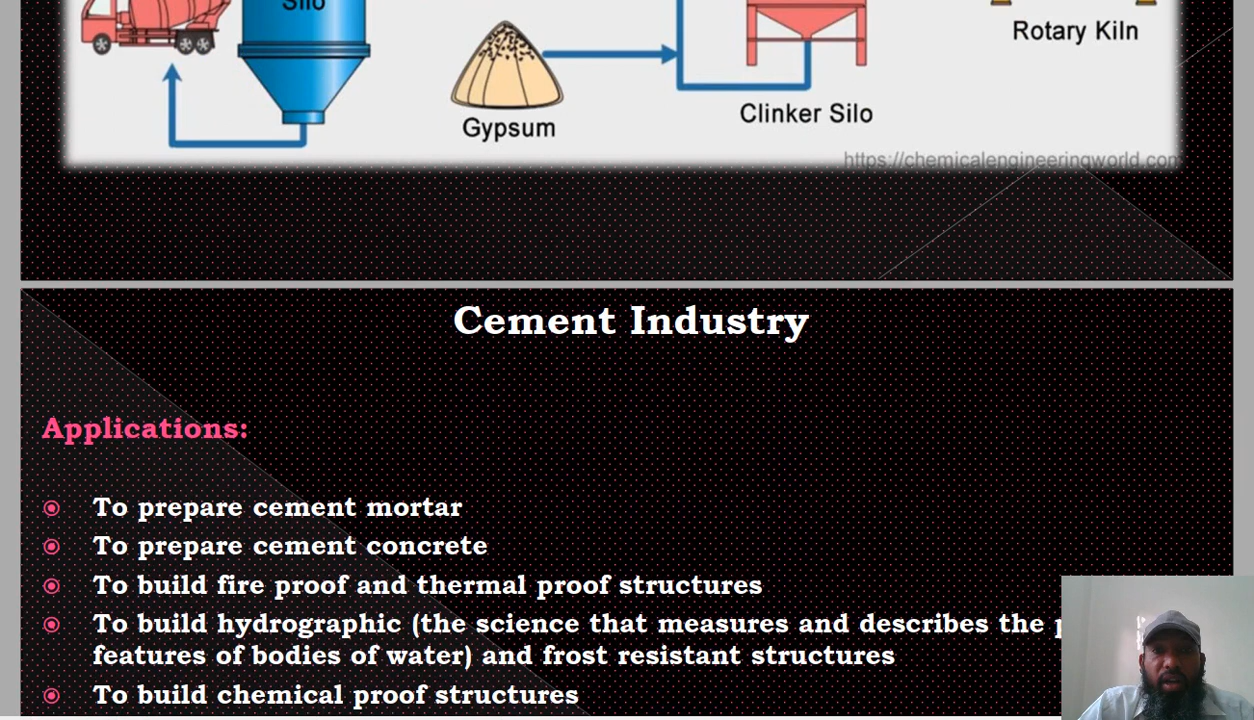 Silo
Rotary Kiln
Clinker Silo
Gypsum
https://chemicalengineeringworld.com
Cement Industry
Applications:
To prepare cement mortar
To prepare cement concrete
To build fire proof and thermal proof structures
To build hydrographic (the science that measures and describes the
features of bodies of water) and frost resistant structures
To build chemical proof structures